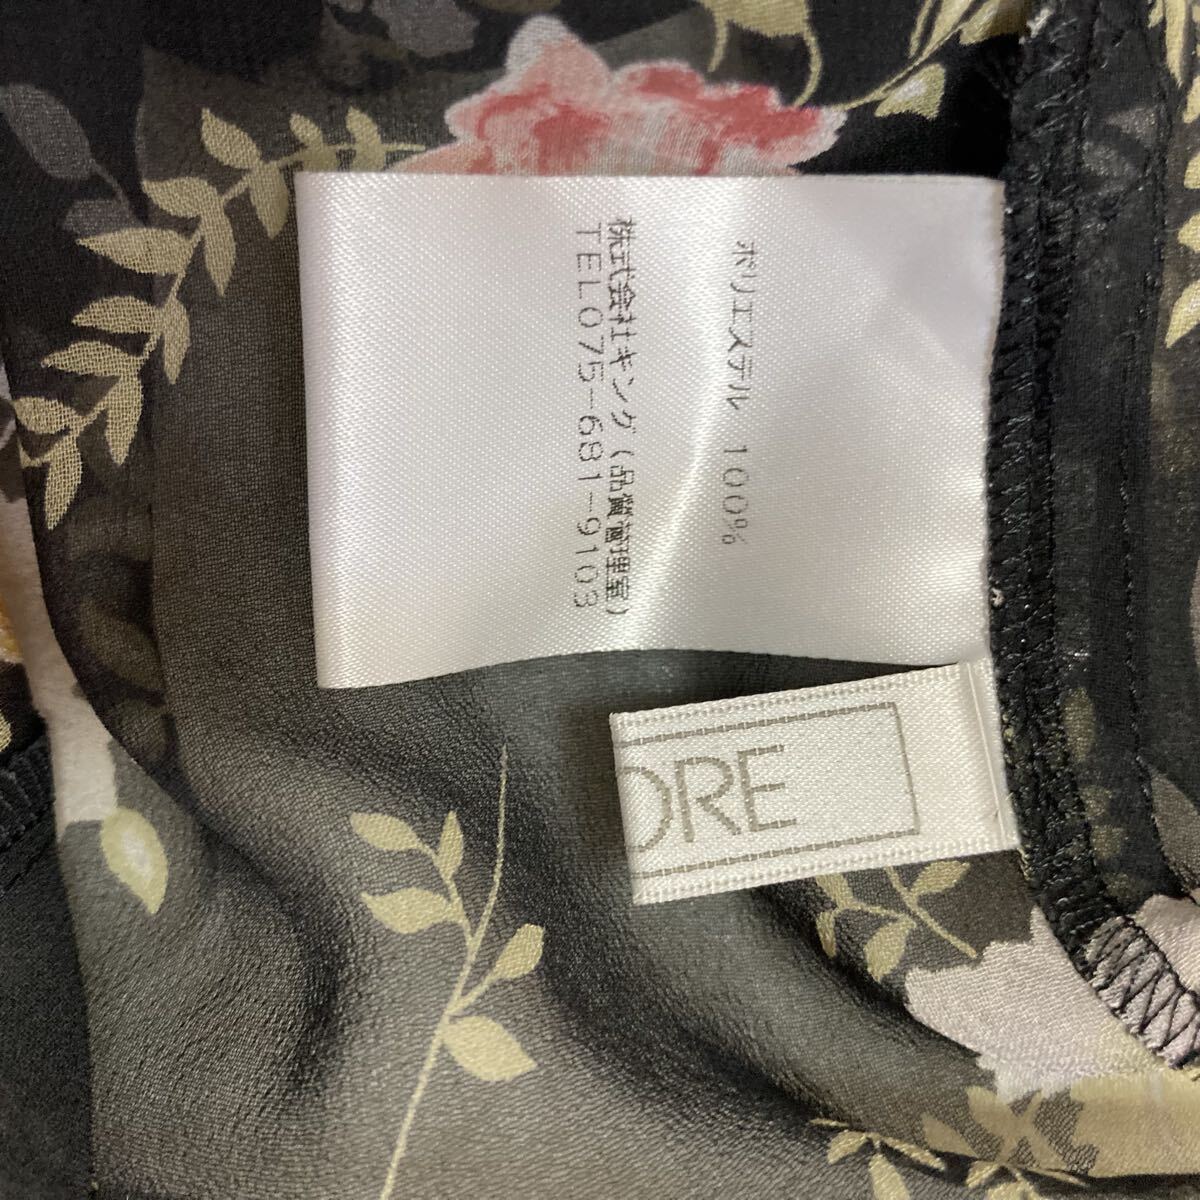 ポリエステル 100%
株式会社キング(品質管理室)
TEL075-681-9103
ORE